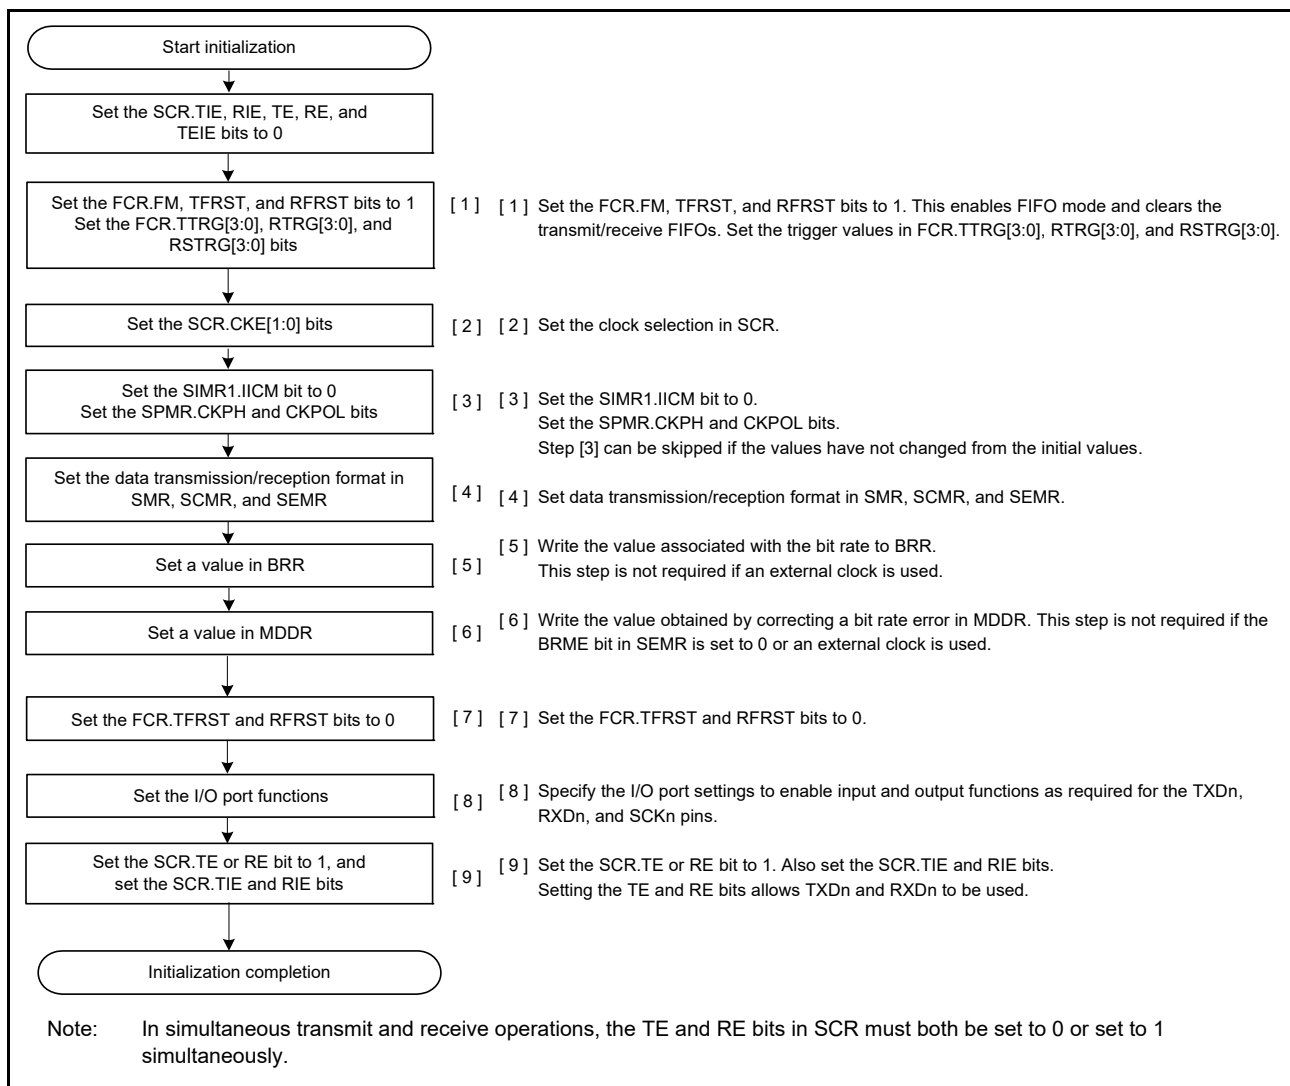 Start initialization
Set the SCR.TIE, RIE, TE, RE, and
TEIE bits to 0
Set the FCR.FM, TFRST, and RFRST bits to 1
Set the FCR.TTRG[3:0], RTRG[3:0], and
RSTRG[3:0] bits
[ 1 ]
[ 1 ] Set the FCR.FM, TFRST, and RFRST bits to 1. This enables FIFO mode and clears the
transmit/receive FIFOs. Set the trigger values in FCR.TTRG[3:0], RTRG[3:0], and RSTRG[3:0].
Set the SCR.CKE[1:0] bits
[ 2 ]
[ 2 ] Set the clock selection in SCR.
Set the SIMR1.IICM bit to 0
Set the SPMR.CKPH and CKPOL bits
[ 3 ]
[ 3 ] Set the SIMR1.IICM bit to 0.
Set the SPMR.CKPH and CKPOL bits.
Step [3] can be skipped if the values have not changed from the initial values.
Set the data transmission/reception format in
SMR, SCMR, and SEMR
[ 4 ]
[ 4 ] Set data transmission/reception format in SMR, SCMR, and SEMR.
Set a value in BRR
[ 5 ]
[ 5 ] Write the value associated with the bit rate to BRR.
This step is not required if an external clock is used.
Set a value in MDDR
[ 6 ]
[ 6 ] Write the value obtained by correcting a bit rate error in MDDR. This step is not required if the
BRME bit in SEMR is set to 0 or an external clock is used.
Set the FCR.TFRST and RFRST bits to 0
[ 7 ]
[ 7 ] Set the FCR.TFRST and RFRST bits to 0.
Set the I/O port functions
[ 8 ]
[ 8 ] Specify the I/O port settings to enable input and output functions as required for the TXDn,
RXDn, and SCKn pins.
Set the SCR.TE or RE bit to 1, and
set the SCR.TIE and RIE bits
[ 9 ]
[ 9 ] Set the SCR.TE or RE bit to 1. Also set the SCR.TIE and RIE bits.
Setting the TE and RE bits allows TXDn and RXDn to be used.
Initialization completion
Note: In simultaneous transmit and receive operations, the TE and RE bits in SCR must both be set to 0 or set to 1
simultaneously.